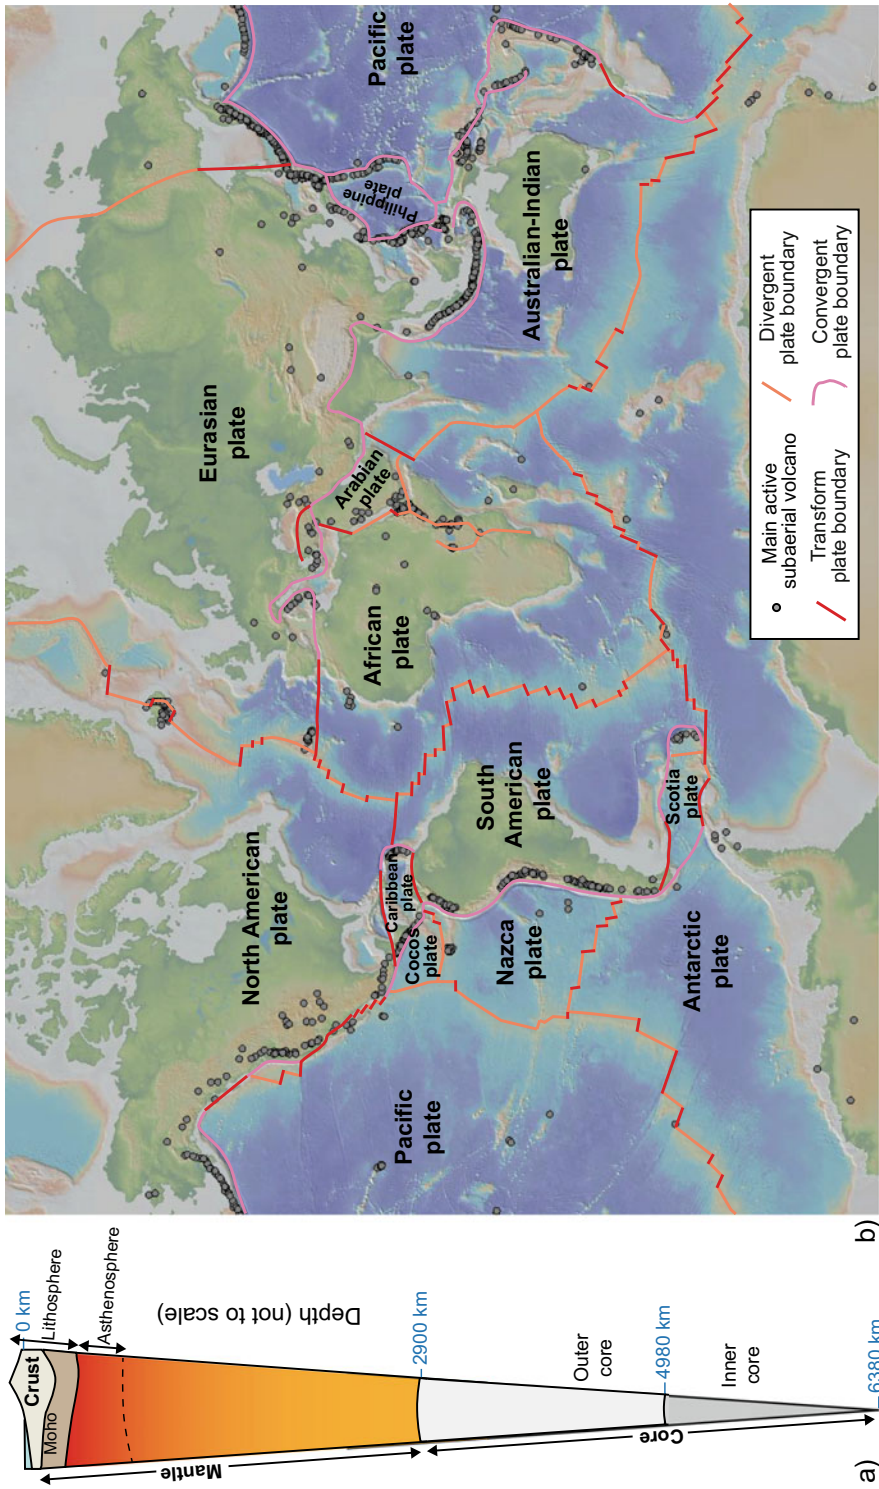 a)
0 km
Crust
Moho
Lithosphere
Asthenosphere
Mantle
Depth (not to scale)
2900 km
Outer
core
Core
4980 km
Inner
core
6380 km
b)
Pacific
plate
North American
plate
Cocos
plate
Caribbean
plate
Nazca
plate
Antarctic
plate
South
American
plate
Scotia
plate
African
plate
Arabian
plate
Eurasian
plate
Australian-Indian
plate
Philippine
plate
Pacific
plate
Main active
subaerial volcano
Divergent
plate boundary
Transform
plate boundary
Convergent
plate boundary